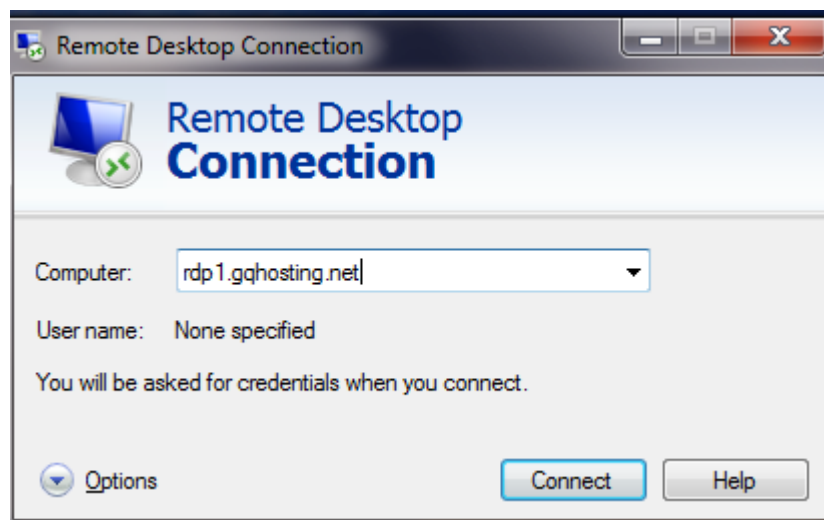 Remote Desktop Connection
Remote Desktop
Connection
Computer: rdp1.gqhosting.net
User name: None specified
You will be asked for credentials when you connect.
Options Connect Help